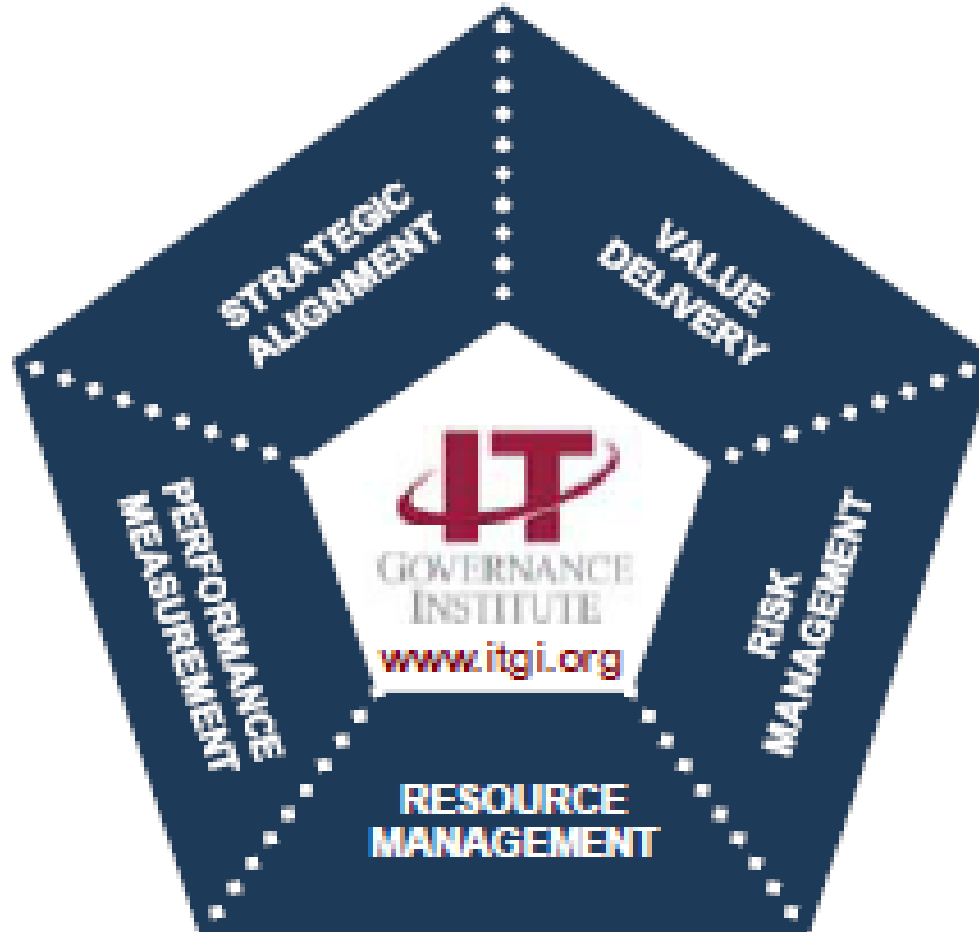 STRATEGIC
ALIGNMENT
VALUE
DELIVERY
PERFORMANCE
MEASUREMENT
IT
GOVERNANCE
INSTITUTE
www.itgi.org
RISK
MANAGEMENT
RESOURCE
MANAGEMENT